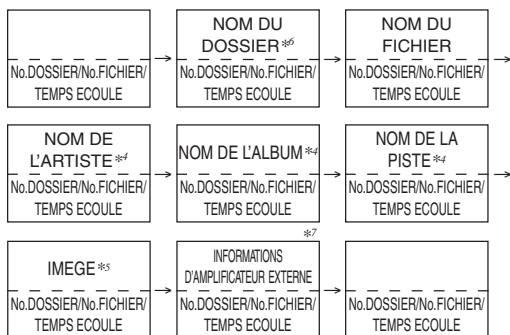 No.DOSSIER/No.FICHIER/
TEMPS ECOULE
NOM DU
DOSSIER*6
No.DOSSIER/No.FICHIER/
TEMPS ECOULE
NOM DU
FICHIER
No.DOSSIER/No.FICHIER/
TEMPS ECOULE
NOM DE
L'ARTISTE*4
No.DOSSIER/No.FICHIER/
TEMPS ECOULE
NOM DE L'ALBUM*4
No.DOSSIER/No.FICHIER/
TEMPS ECOULE
NOM DE LA
PISTE*4
No.DOSSIER/No.FICHIER/
TEMPS ECOULE
IMEGE*5
No.DOSSIER/No.FICHIER/
TEMPS ECOULE
*7
INFORMATIONS
D'AMPLIFICATEUR EXTERNE
No.DOSSIER/No.FICHIER/
TEMPS ECOULE
No.DOSSIER/No.FICHIER/
TEMPS ECOULE